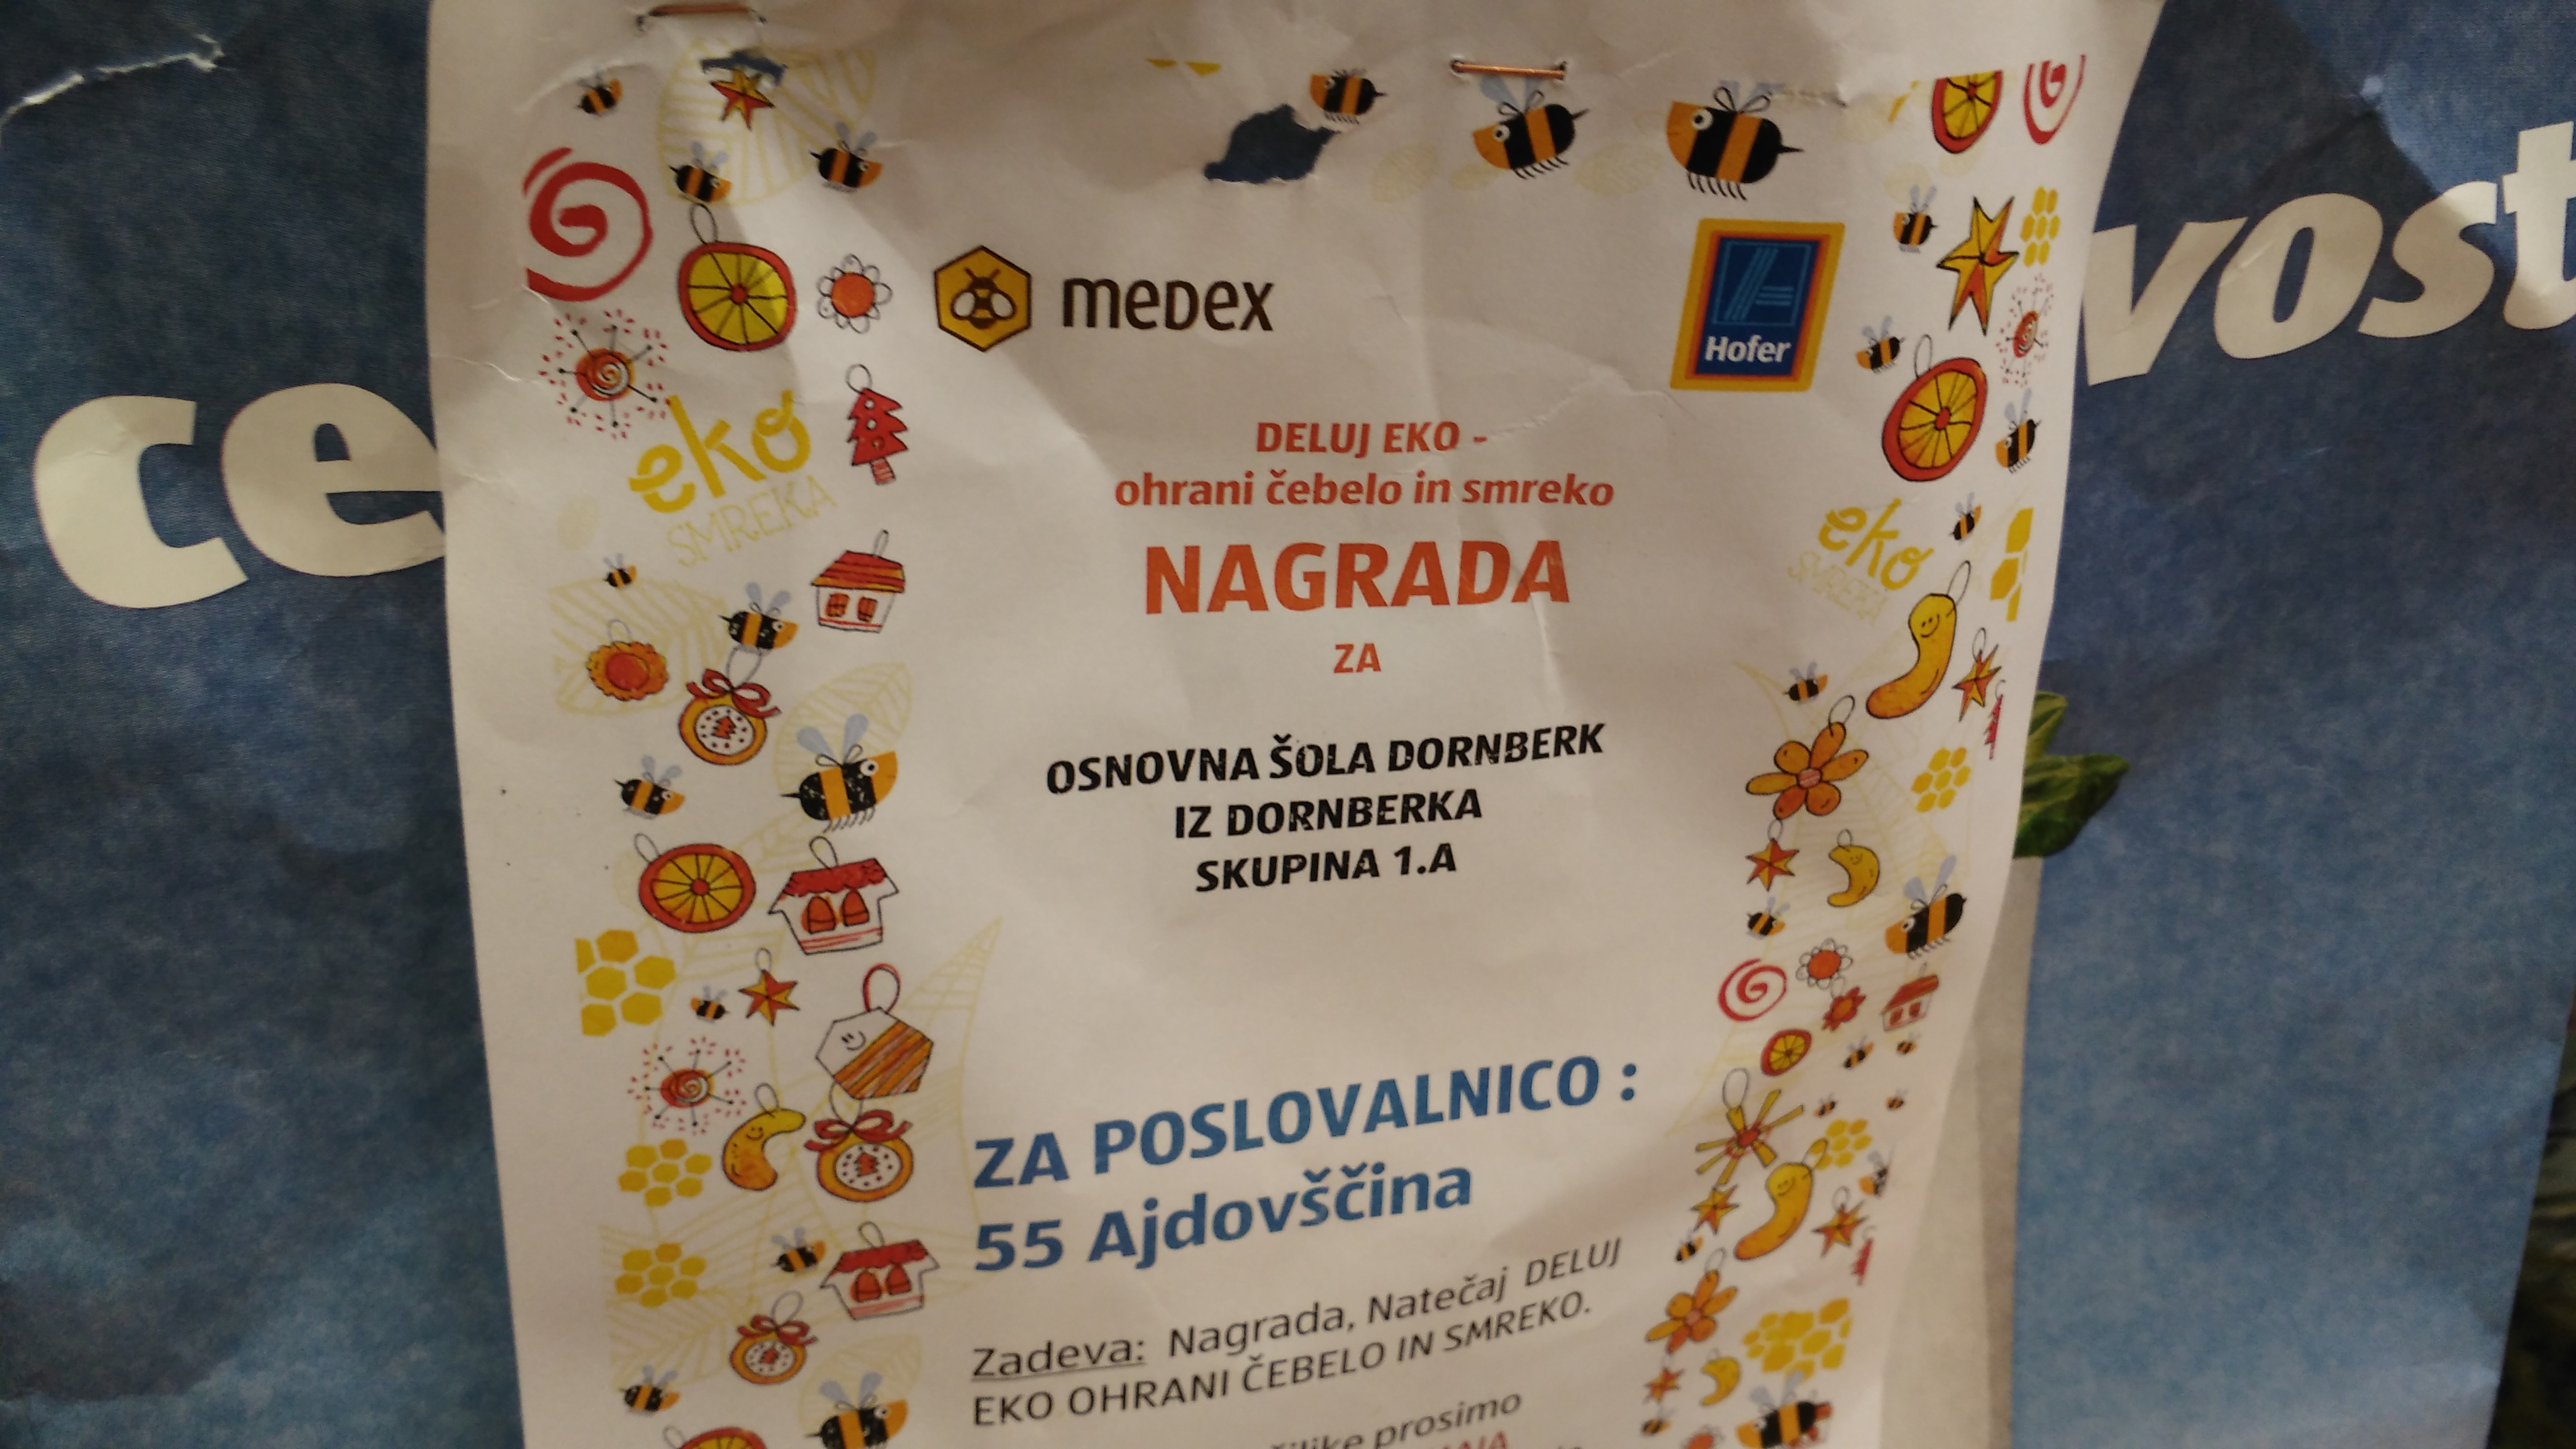 ce
vost
medex
Hofer
eko
SMREKA
DELUJ EKO -
ohrani čebelo in smreko
NAGRADA
ZA
eko
SMREKA
OSNOVNA ŠOLA DORNBERK
IZ DORNBERKA
SKUPINA 1.A
ZA POSLOVALNICO :
55 Ajdovščina
Zadeva: Nagrada, Natečaj DELUJ
EKO OHRANI ČEBELO IN SMREKO.
prosimo